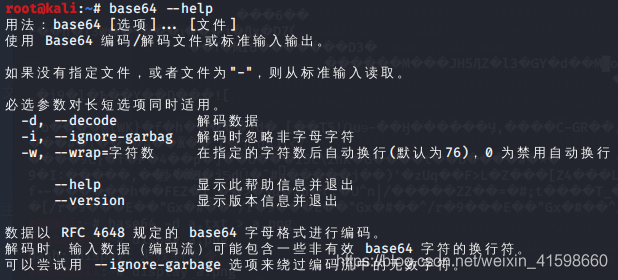 root@kali:~# base64 --help
用法：base64 [选项]... [文件]
使用 Base64 编码/解码文件或标准输入输出。
如果没有指定文件，或者文件为"-"，则从标准输入读取。
必选参数对长短选项同时适用。
-d, --decode 解码数据
-i, --ignore-garbag 解码时忽略非字母字符
-w, --wrap=字符数 在指定的字符数后自动换行(默认为76)，0 为禁用自动换行
--help 显示此帮助信息并退出
--version 显示版本信息并退出
数据以 RFC 4648 规定的 base64 字母格式进行编码。
解码时，输入数据（编码流）可能包含一些非有效 base64 字符的换行符。
可以尝试用 --ignore-garbage 选项来绕过编码流中的无效字符。
https://blog.csdn.net/weixin_41598660